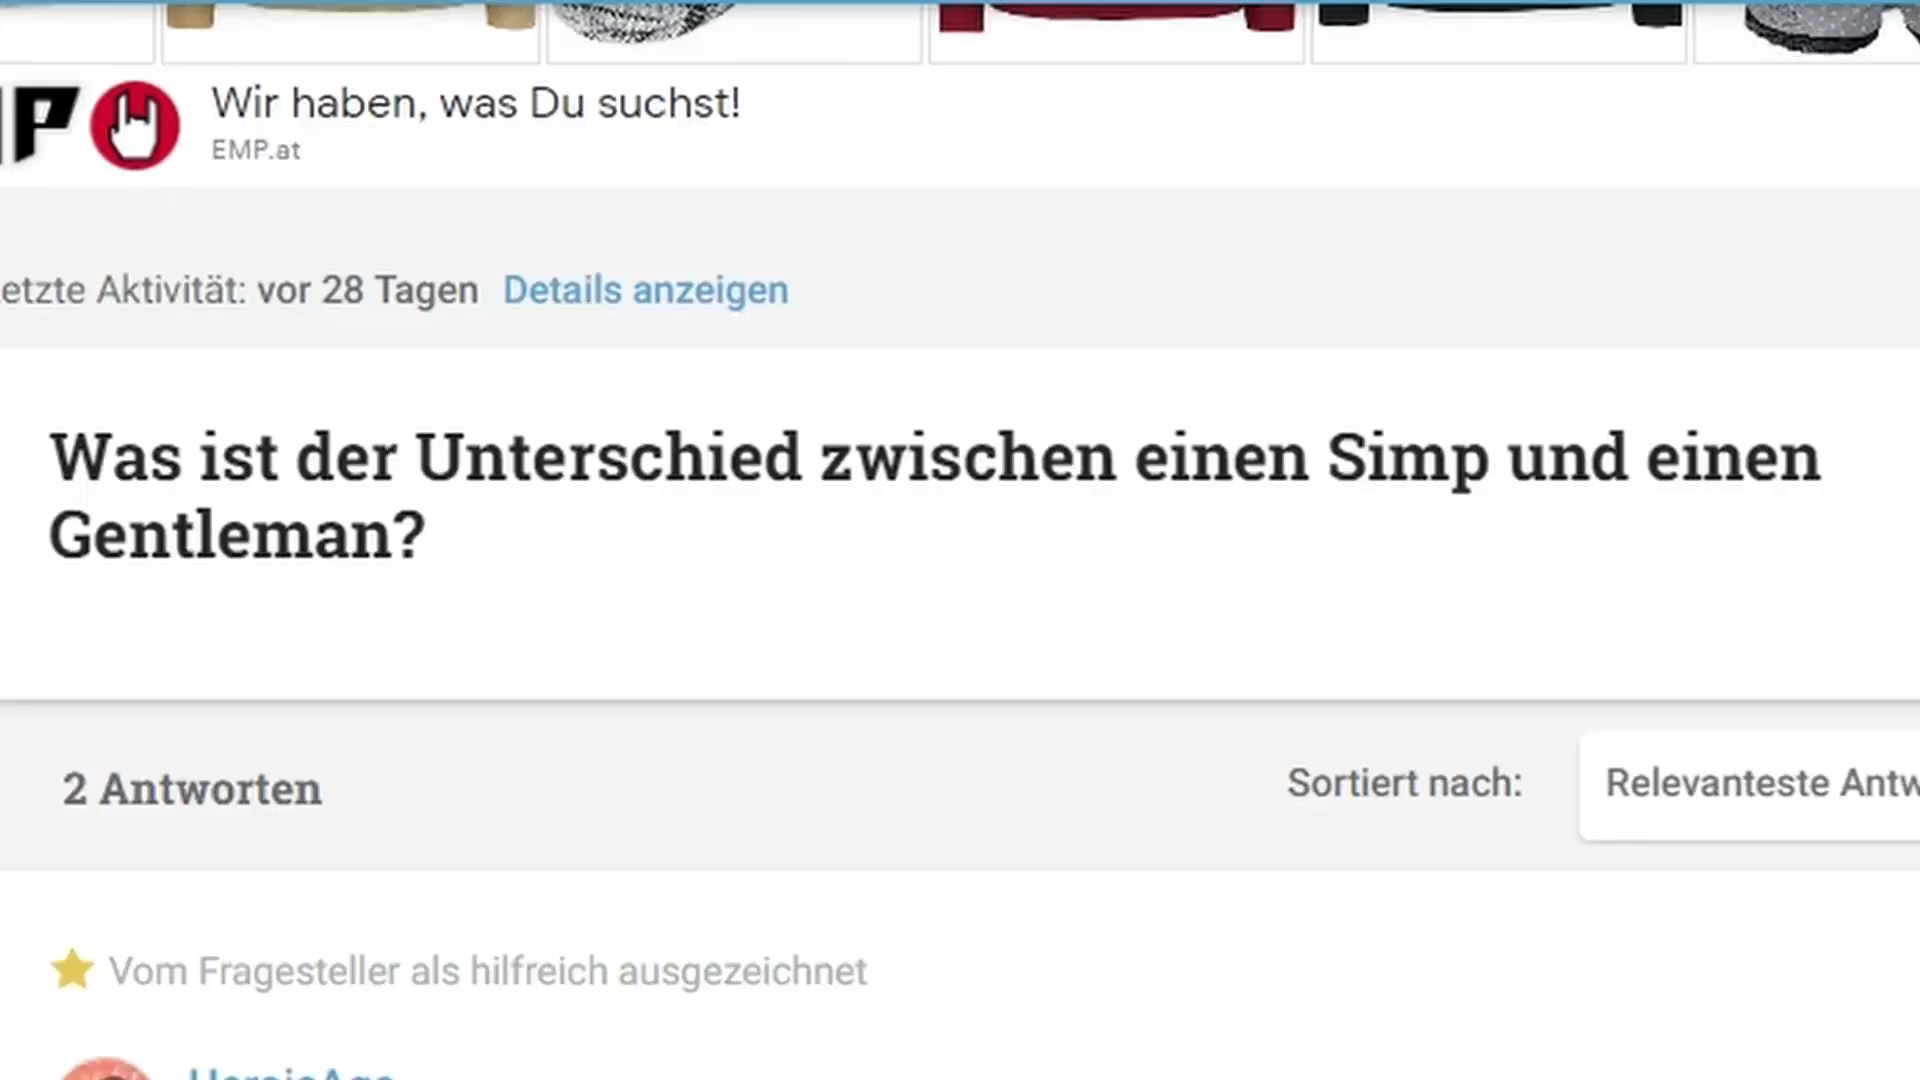 P
Wir haben, was Du suchst!
EMP.at
etzte Aktivität: vor 28 Tagen Details anzeigen
Was ist der Unterschied zwischen einen Simp und einen
Gentleman?
2 Antworten
Sortiert nach:
Relevanteste Antw
Vom Fragesteller als hilfreich ausgezeichnet